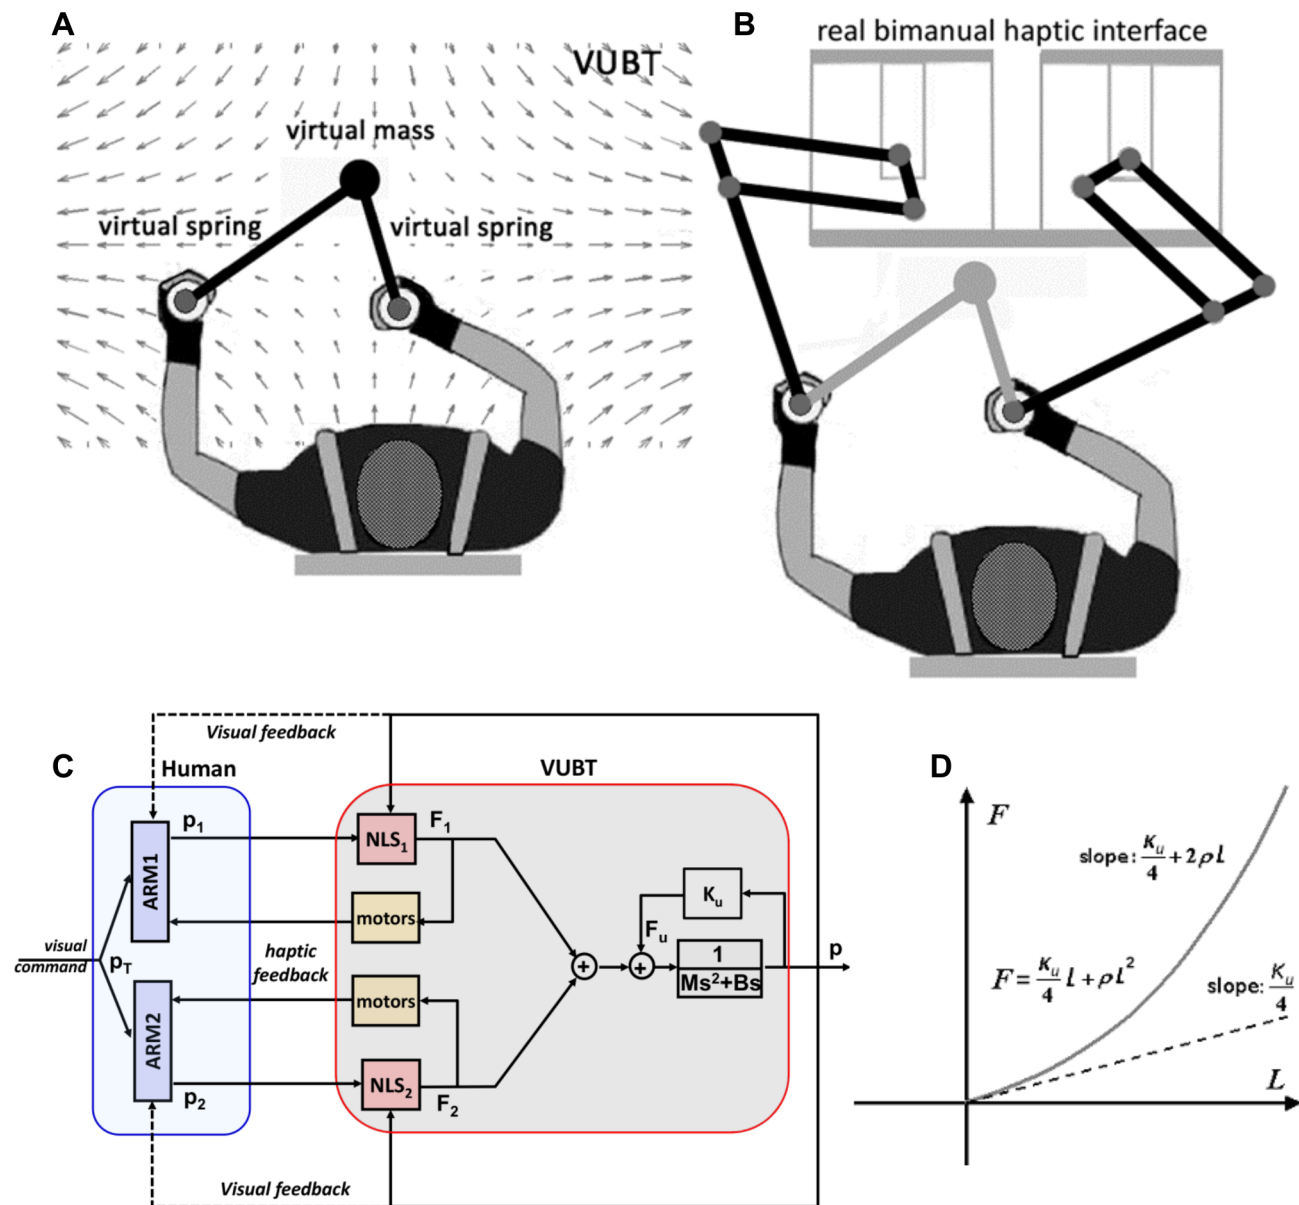 A
VUBT
virtual mass
virtual spring
virtual spring
B
real bimanual haptic interface
C
Visual feedback
Human
VUBT
ARM1
p1
NLS1
F1
motors
visual
command
pT
haptic
feedback
motors
ARM2
p2
NLS2
F2
Ku
Fu
1
Ms²+Bs
p
Visual feedback
D
F
slope: Ku/4 + 2ρl
F = Ku/4 l + ρl²
slope: Ku/4
L